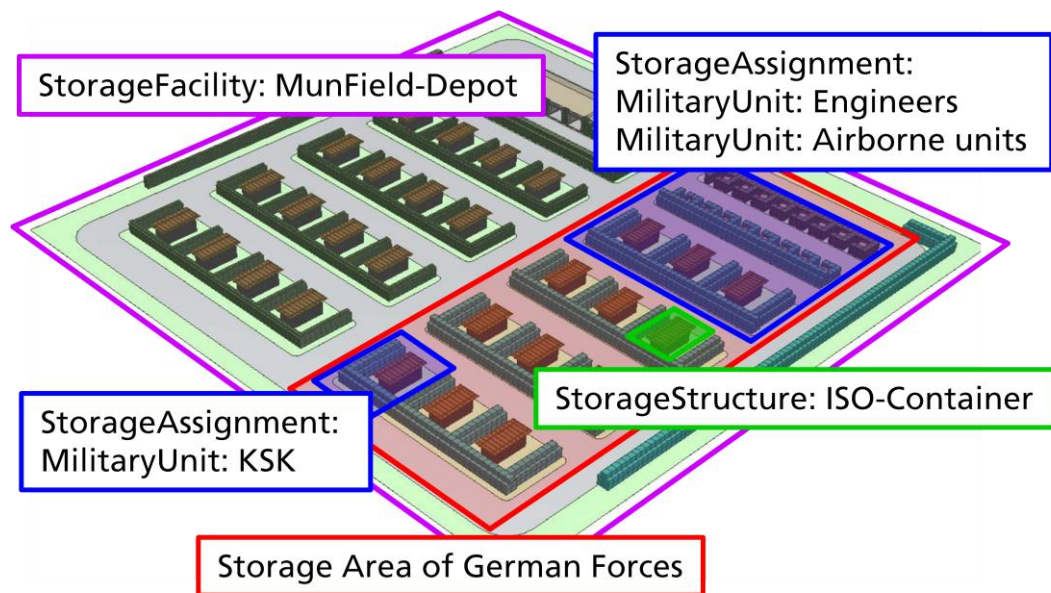 StorageFacility: MunField-Depot
StorageAssignment:
MilitaryUnit: Engineers
MilitaryUnit: Airborne units
StorageStructure: ISO-Container
StorageAssignment:
MilitaryUnit: KSK
Storage Area of German Forces